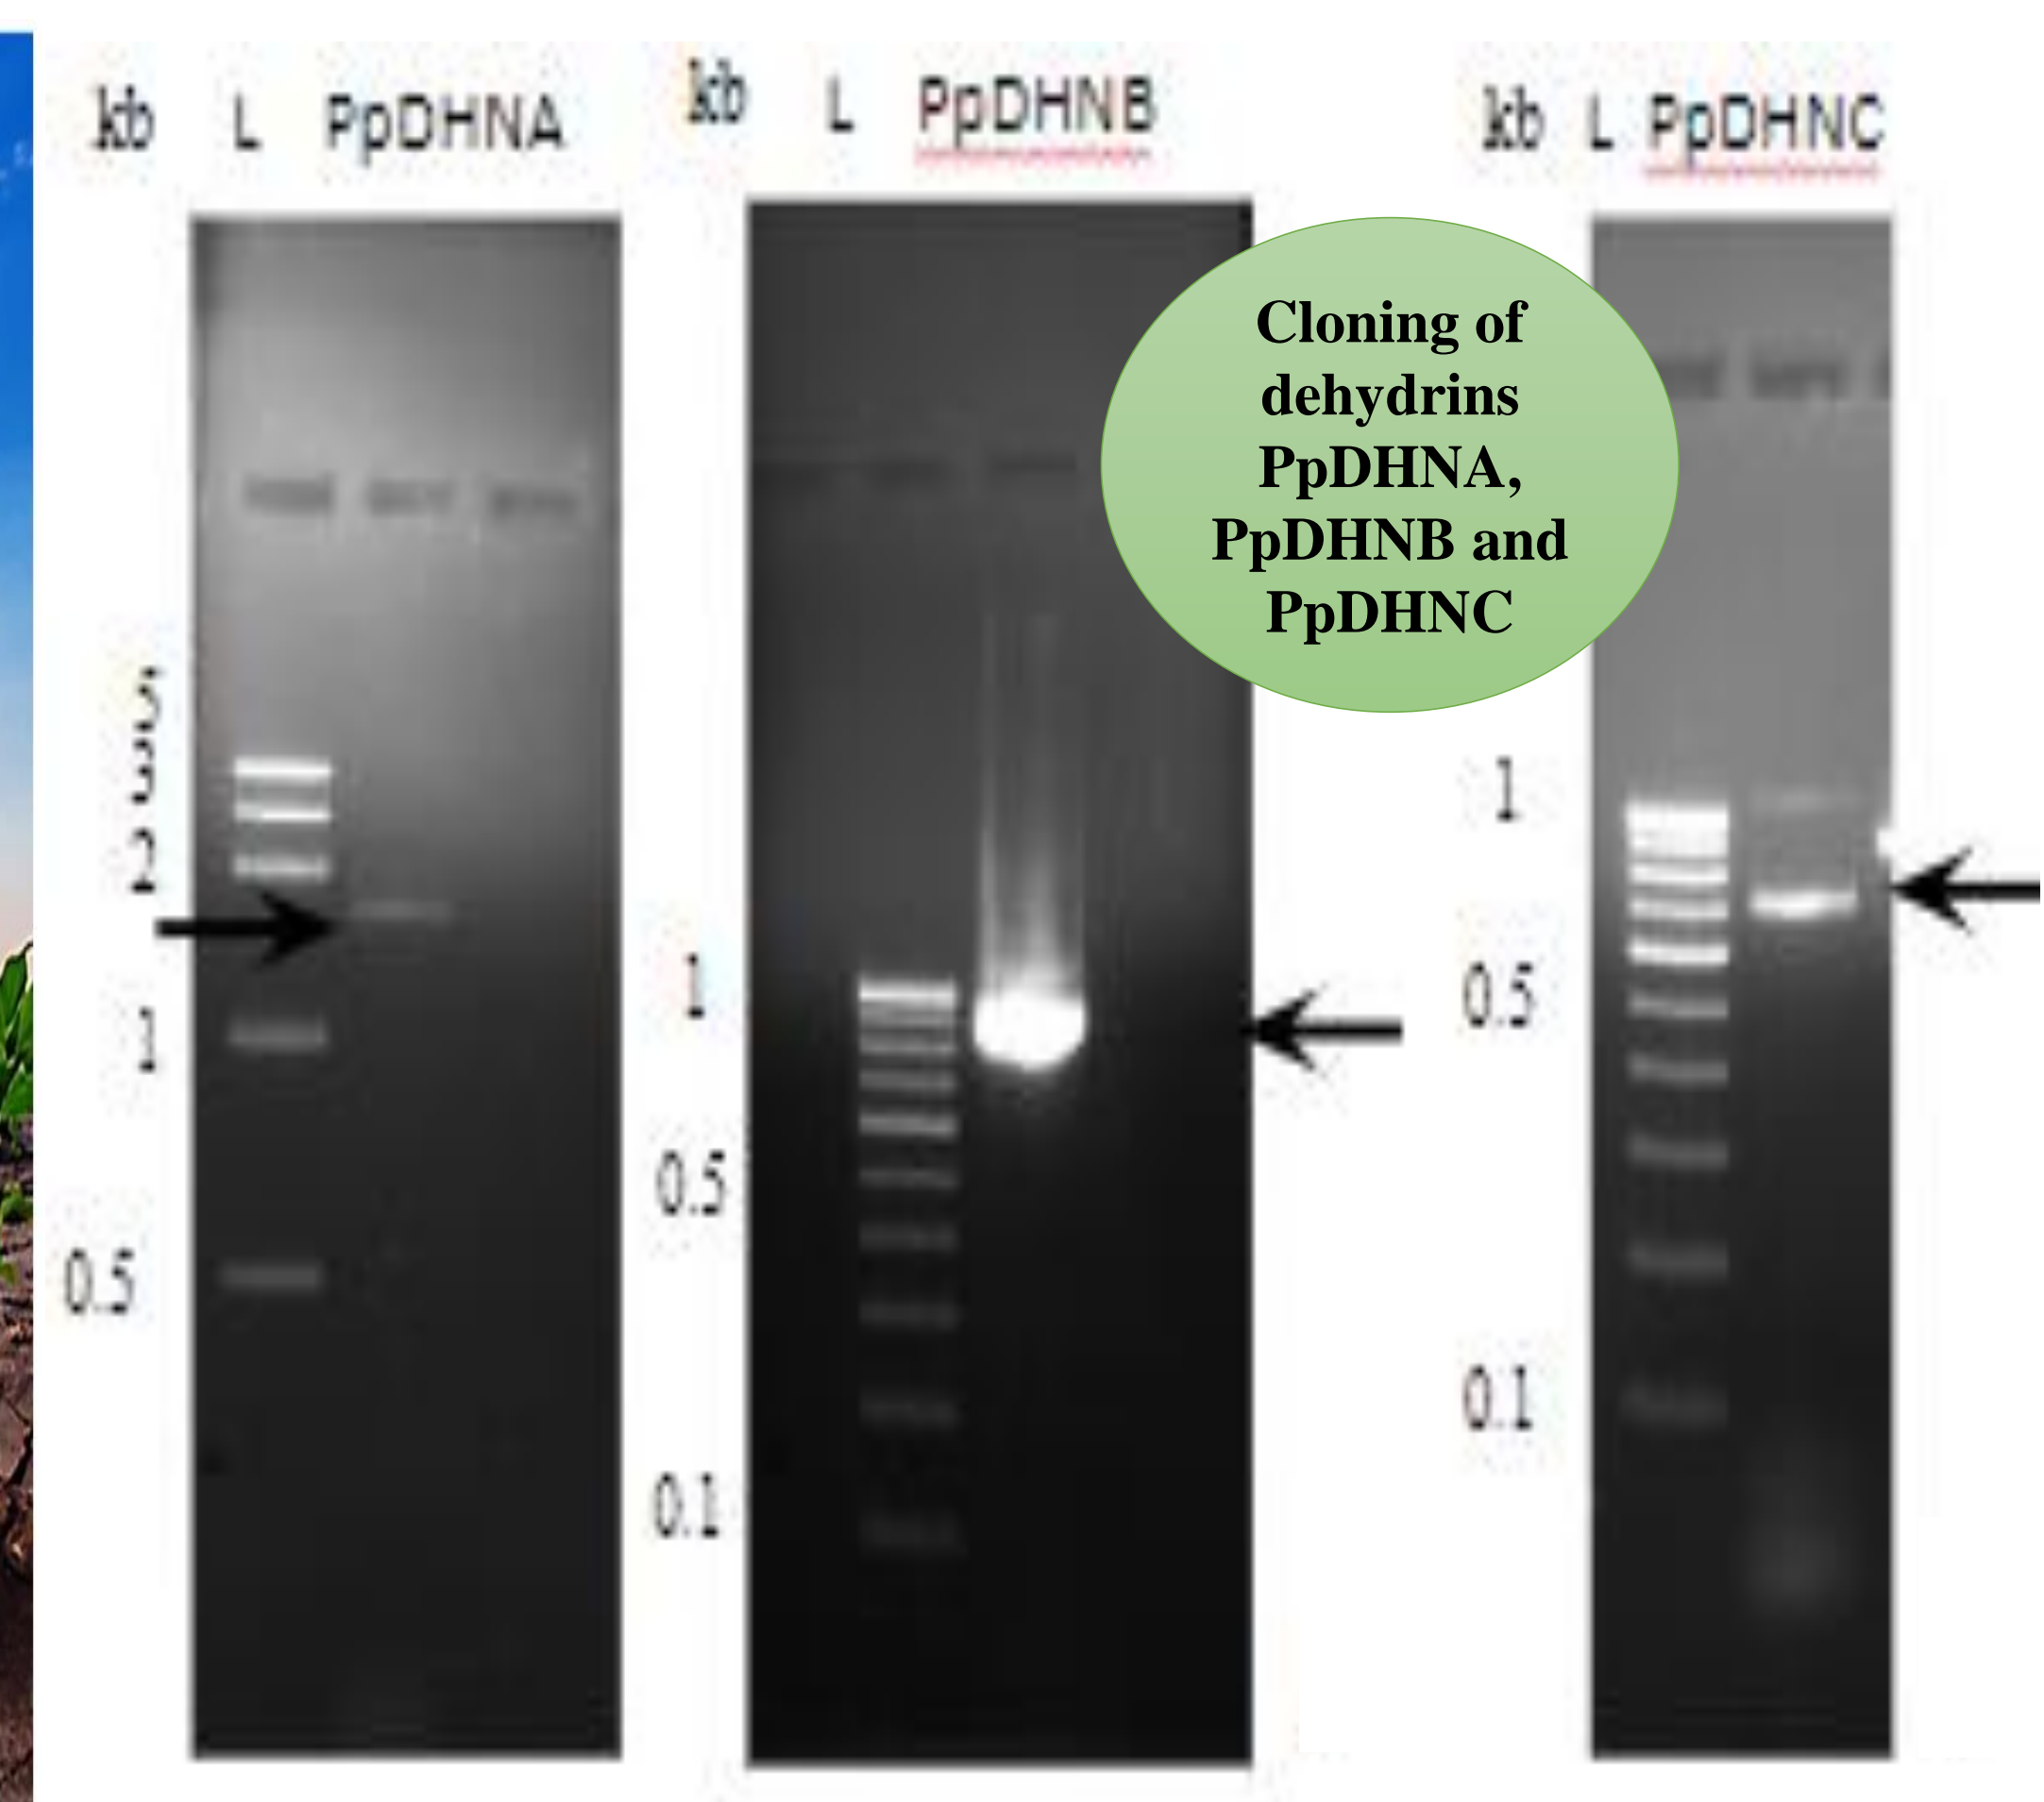 kb L PpDHNA
kb L PpDHNB
kb L PpDHNC
Cloning of
dehydrins
PpDHNA,
PpDHNB and
PpDHNC
3
2
1
0.5
1
0.5
0.1
1
0.5
0.1